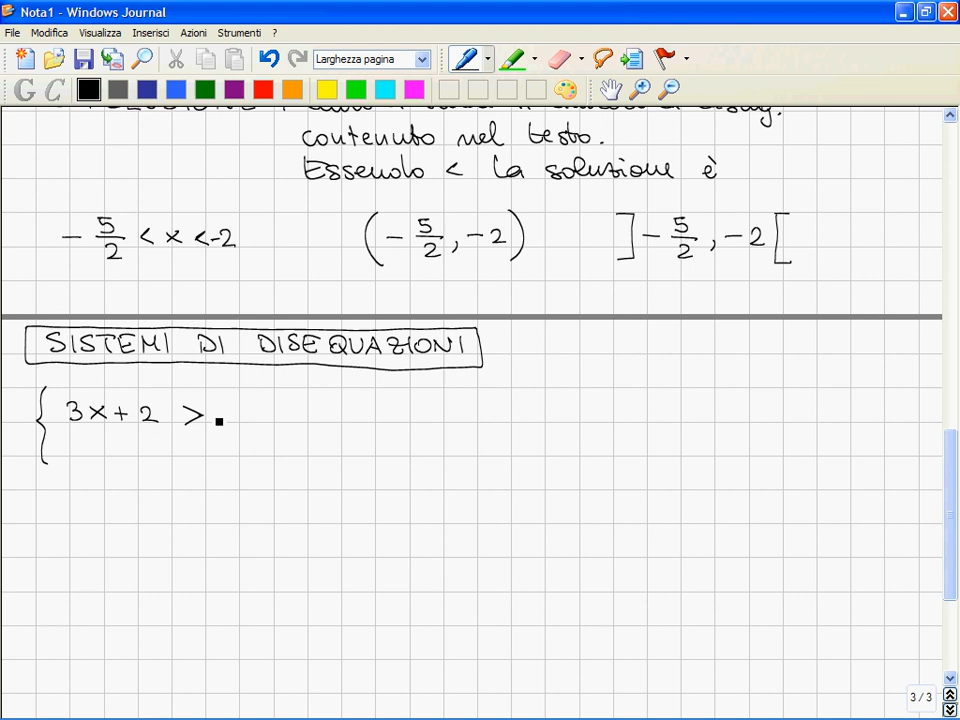 Nota1 - Windows Journal
File Modifica Visualizza Inserisci Azioni Strumenti ?
Larghezza pagina
G C
contenuto nel testo.
Essendo < la soluzione è
- 5/2 < x < -2 (- 5/2, -2) ]- 5/2, -2[
SISTEMI DI DISEQUAZIONI
{ 3x + 2 >
3 / 3